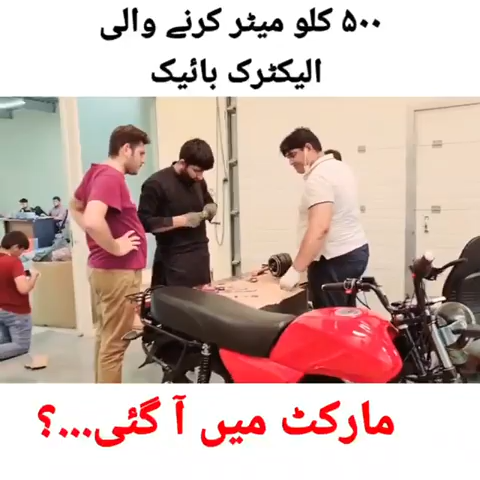 ۵۰۰ کلو میٹر کرنے والی
الیکٹرک بائیک
مارکٹ میں آ گئی...؟